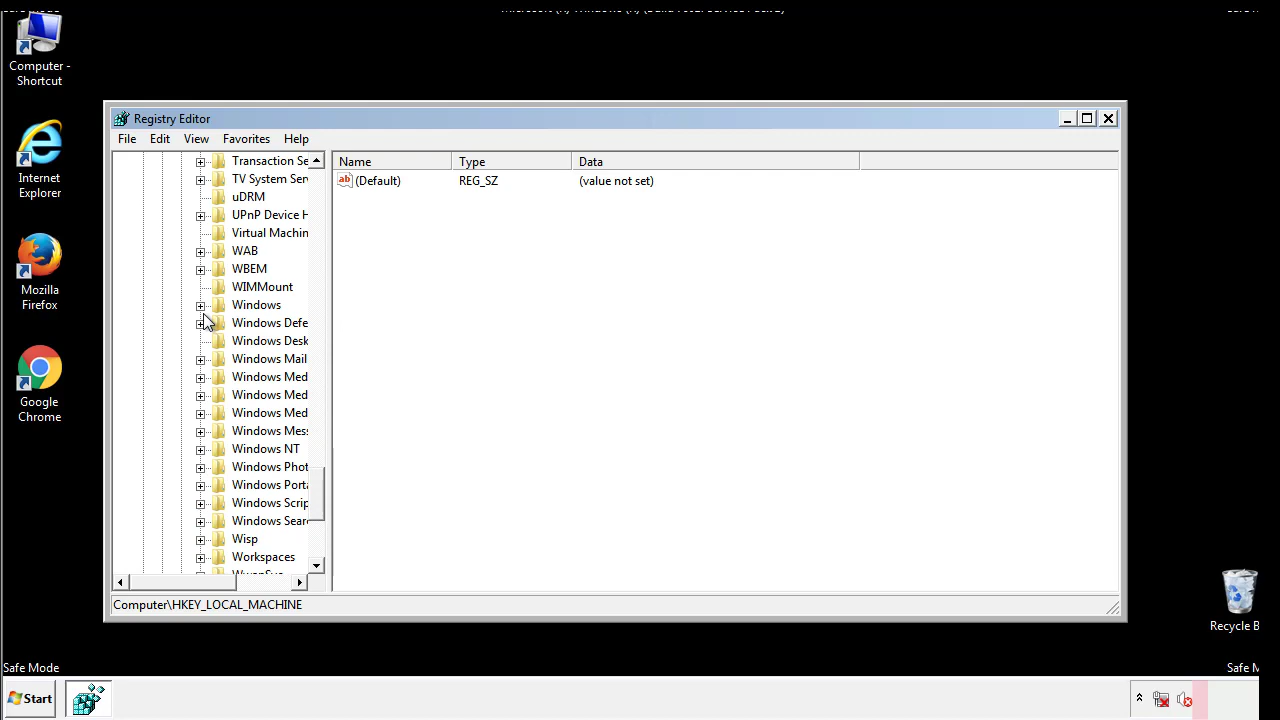 Computer -
Shortcut
Internet
Explorer
Mozilla
Firefox
Google
Chrome
Registry Editor
File Edit View Favorites Help
Transaction Se
TV System Serv
uDRM
UPnP Device H
Virtual Machin
WAB
WBEM
WIMMount
Windows
Windows Defe
Windows Desk
Windows Mail
Windows Med
Windows Med
Windows Med
Windows Mess
Windows NT
Windows Phot
Windows Porta
Windows Scrip
Windows Sear
Wisp
Workspaces
Name Type Data
ab (Default) REG_SZ (value not set)
Computer\HKEY_LOCAL_MACHINE
Recycle B
Safe Mode
Safe M
Start